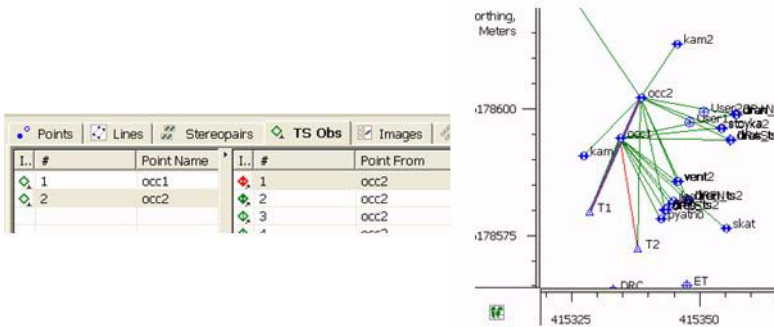 Points Lines Stereopairs TS Obs Images
I.. # Point Name I.. # Point From
1 occ1 1 occ2
2 occ2 2 occ2
3 occ2
orthing,
Meters
kam2
occ2
178600
User2
User1
stoyka2
occ1
kam
vent2
T1
pyatno
skat
T2
178575
DRC
ET
415325 415350